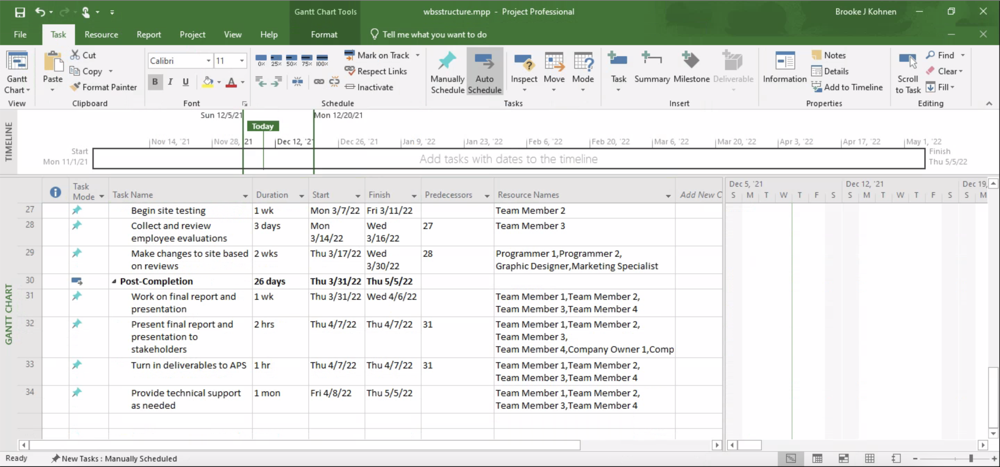 Gantt Chart Tools
wbsstructure.mpp - Project Professional
Brooke J Kohnen
File
Task
Resource
Report
Project
View
Help
Format
Tell me what you want to do
Gantt
Chart
View
Paste
Cut
Copy
Format Painter
Clipboard
Calibri
11
B I U A
Font
0% 25% 50% 75% 100%
Mark on Track
Respect Links
Inactivate
Schedule
Manually
Schedule
Auto
Schedule
Inspect
Move
Mode
Tasks
Task
Summary
Milestone
Deliverable
Insert
Information
Notes
Details
Add to Timeline
Properties
Scroll
to Task
Find
Clear
Fill
Editing
TIMELINE
Sun 12/5/21
Mon 12/20/21
Today
Nov 14, '21
Nov 28, '21
Dec 12, '21
Dec 26, '21
Jan 9, '22
Jan 23, '22
Feb 6, '22
Feb 20, '22
Mar 6, '22
Mar 20, '22
Apr 3, '22
Apr 17, '22
May 1, '22
Start
Mon 11/1/21
Add tasks with dates to the timeline
Finish
Thu 5/5/22
GANTT CHART
Task
Mode
Task Name
Duration
Start
Finish
Predecessors
Resource Names
Add New C
Dec 5, '21
Dec 12, '21
Dec 19,
S M T W T F S S M T W T F S S M
27 Begin site testing 1 wk Mon 3/7/22 Fri 3/11/22 Team Member 2
28 Collect and review 3 days Mon Wed 27 Team Member 3
employee evaluations 3/14/22 3/16/22
29 Make changes to site based 2 wks Thu 3/17/22 Wed 28 Programmer 1,Programmer 2,
on reviews 3/30/22 Graphic Designer,Marketing Specialist
30 Post-Completion 26 days Thu 3/31/22 Thu 5/5/22
31 Work on final report and 1 wk Thu 3/31/22 Wed 4/6/22 Team Member 1,Team Member 2,
presentation Team Member 3,Team Member 4
32 Present final report and 2 hrs Thu 4/7/22 Thu 4/7/22 31 Team Member 1,Team Member 2,
presentation to Team Member 3,
stakeholders Team Member 4,Company Owner 1,Comp
33 Turn in deliverables to APS 1 hr Thu 4/7/22 Thu 4/7/22 31 Team Member 1,Team Member 2,
Team Member 3,Team Member 4
34 Provide technical support 1 mon Fri 4/8/22 Thu 5/5/22 Team Member 1,Team Member 2,
as needed Team Member 3,Team Member 4
Ready
New Tasks : Manually Scheduled